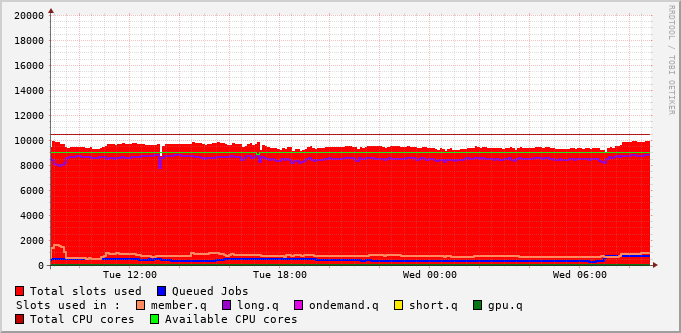 RRDTOOL / TOBI OETIKER
20000
18000
16000
14000
12000
10000
8000
6000
4000
2000
0
Tue 12:00 Tue 18:00 Wed 00:00 Wed 06:00
Total slots used Queued Jobs
Slots used in : member.q long.q ondemand.q short.q gpu.q
Total CPU cores Available CPU cores